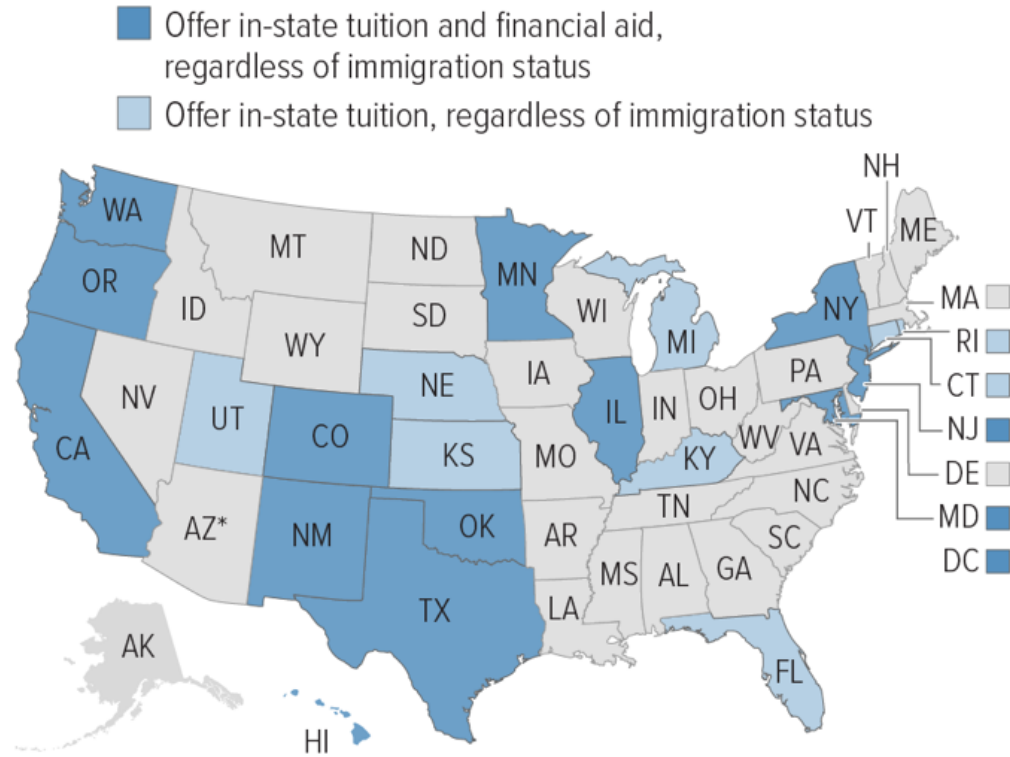 Offer in-state tuition and financial aid,
regardless of immigration status
Offer in-state tuition, regardless of immigration status
NH
VT
ME
WA
MT
ND
MN
OR
ID
SD
WI
NY
MA
WY
MI
RI
NV
UT
NE
IA
PA
CT
CA
CO
KS
IL
IN
OH
NJ
MO
KY
WV
VA
DE
AZ*
NM
OK
AR
TN
NC
MD
SC
DC
TX
LA
MS
AL
GA
AK
FL
HI